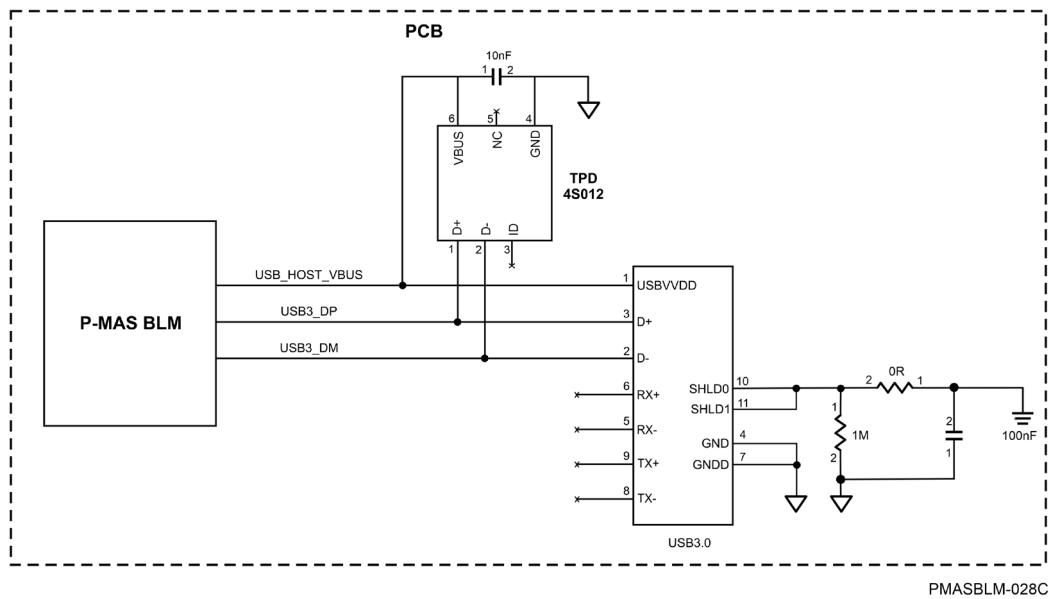 PCB
10nF
1 2
6 5 4
VBUS NC GND
TPD
4S012
D+ D- ID
1 2 3
P-MAS BLM
USB_HOST_VBUS
USB3_DP
USB3_DM
1 USBVVDD
3 D+
2 D-
6 RX+
5 RX-
9 TX+
8 TX-
SHLD0 10
SHLD1 11
GND 4
GNDD 7
USB3.0
0R
2 1
1
1M
2
2
1
100nF
PMASBLM-028C